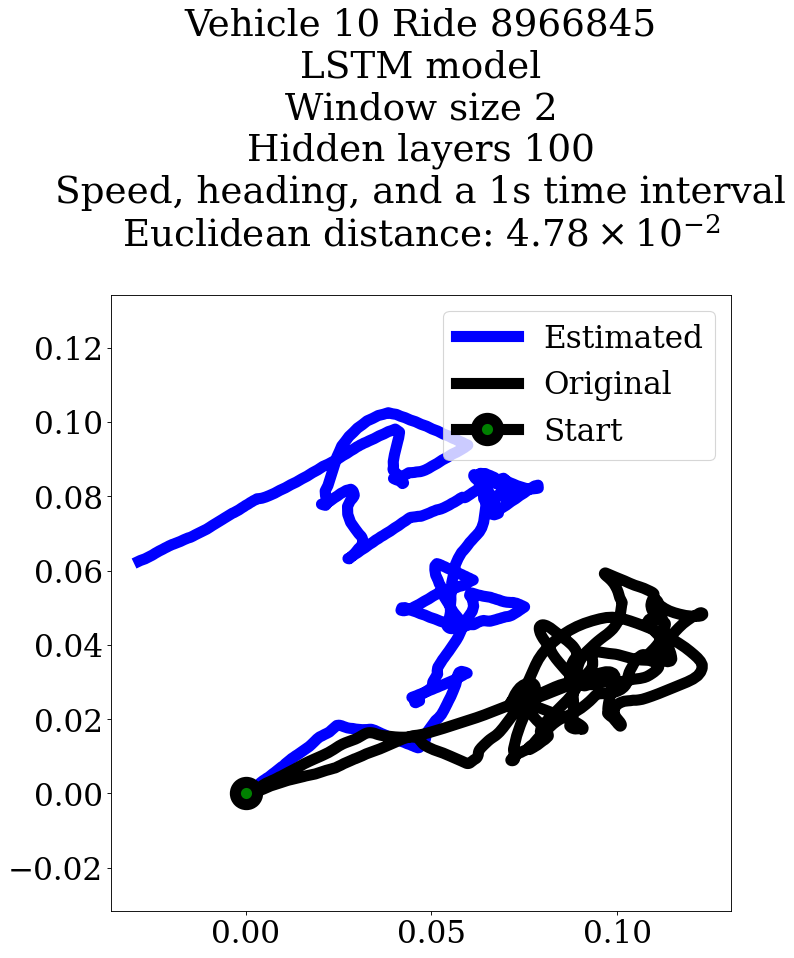 Vehicle 10 Ride 8966845
LSTM model
Window size 2
Hidden layers 100
Speed, heading, and a 1s time interval
Euclidean distance: 4.78 × 10⁻²
Estimated
Original
Start
0.12
0.10
0.08
0.06
0.04
0.02
0.00
−0.02
0.00 0.05 0.10